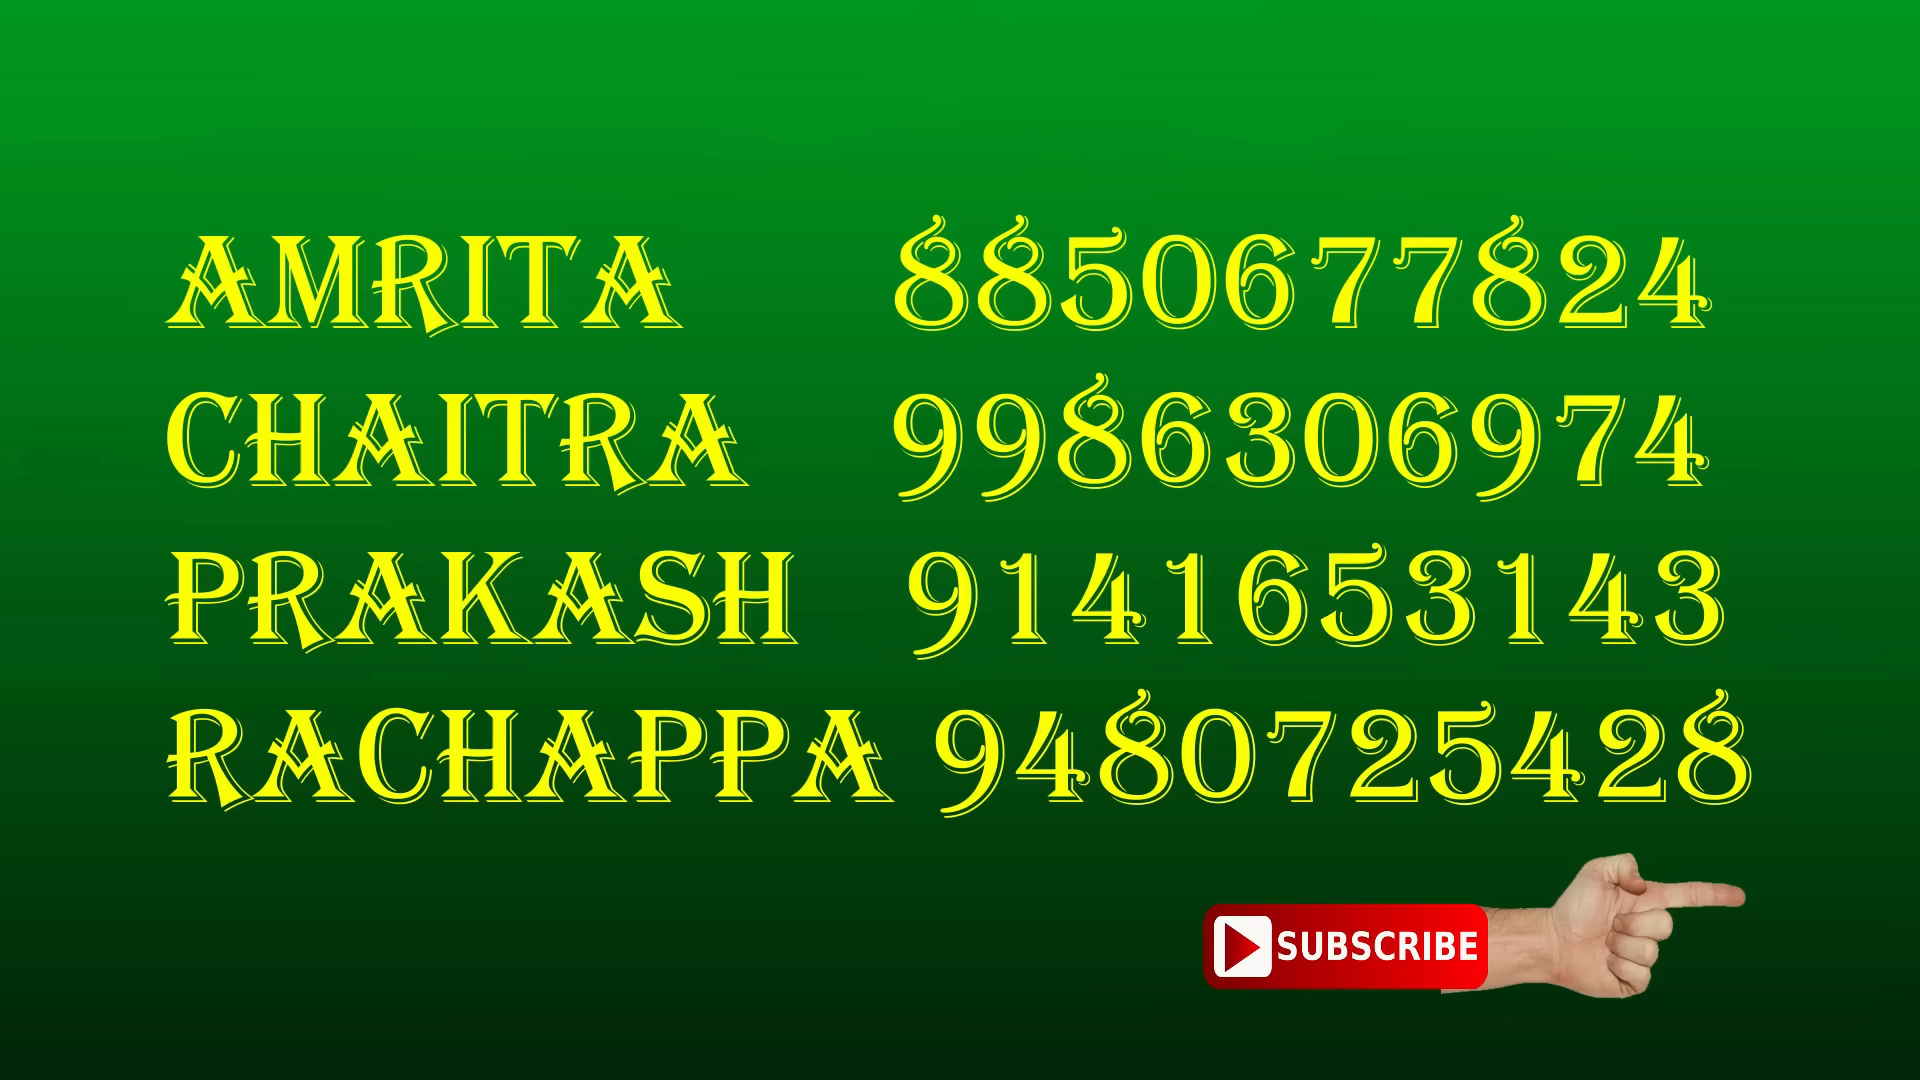 AMRITA 8850677824
CHAITRA 9986306974
PRAKASH 9141653143
RACHAPPA 9480725428
SUBSCRIBE